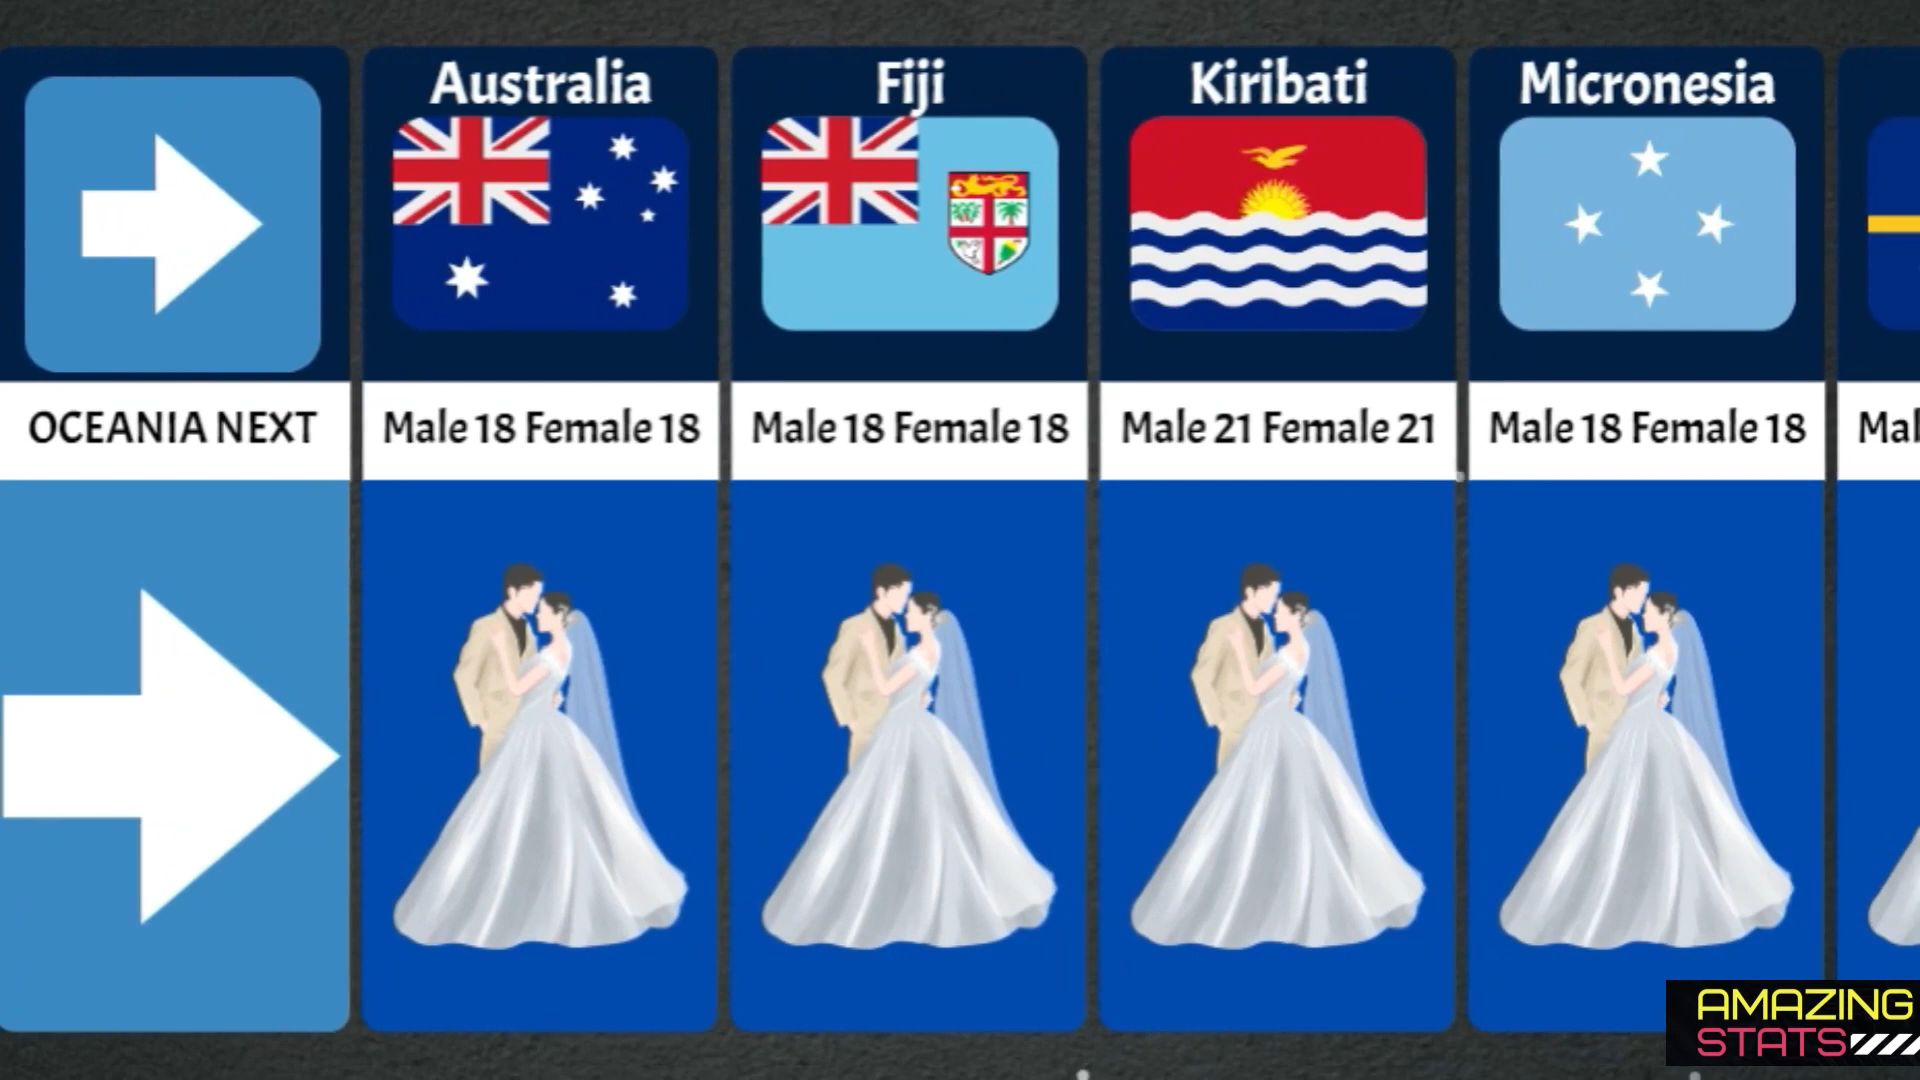 OCEANIA NEXT
Australia
Male 18 Female 18
Fiji
Male 18 Female 18
Kiribati
Male 21 Female 21
Micronesia
Male 18 Female 18
Mal
AMAZING
STATS